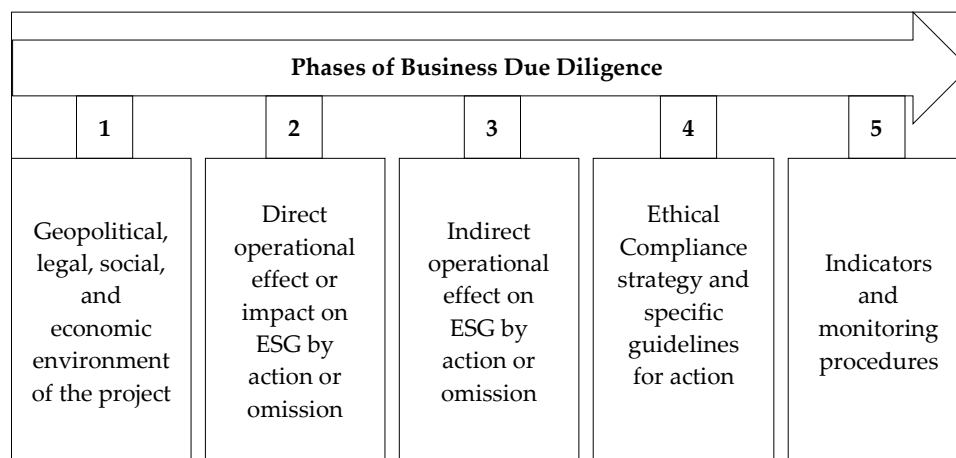 Phases of Business Due Diligence
1
2
3
4
5
Geopolitical,
legal, social,
and
economic
environment
of the project
Direct
operational
effect or
impact on
ESG by
action or
omission
Indirect
operational
effect on
ESG by
action or
omission
Ethical
Compliance
strategy and
specific
guidelines
for action
Indicators
and
monitoring
procedures